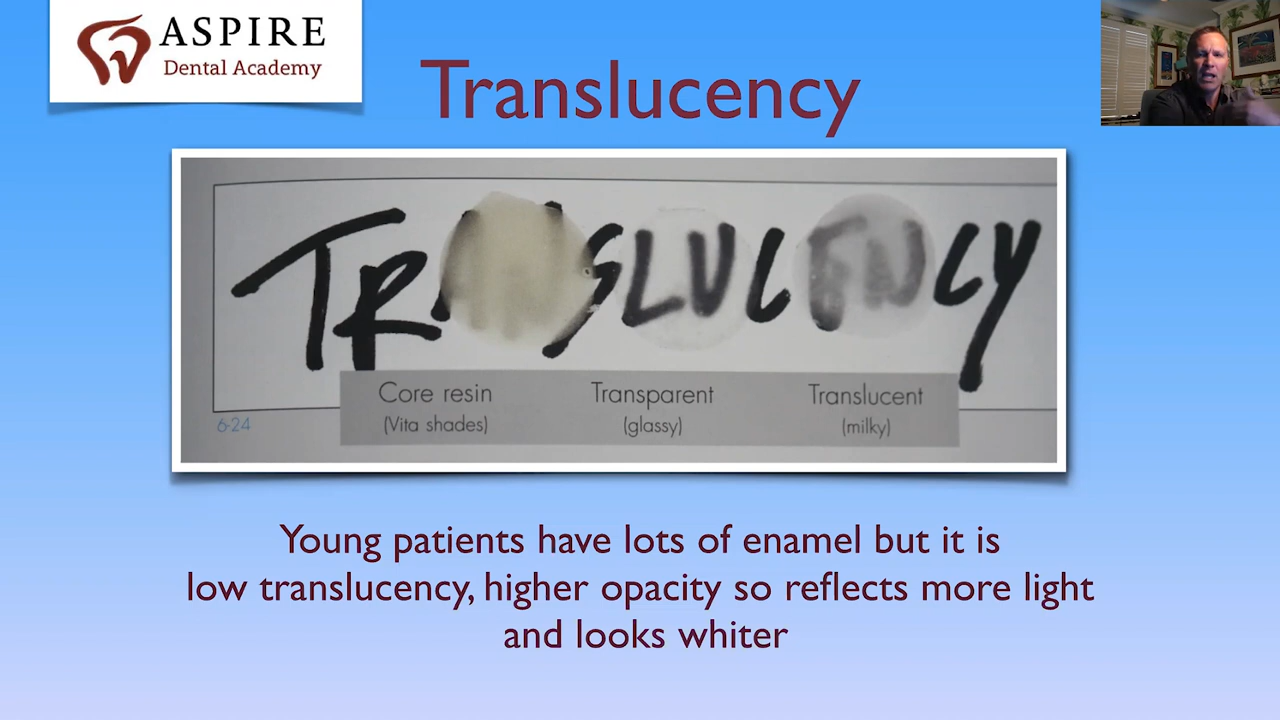 ASPIRE
Dental Academy
Translucency
TRANSLUCENCY
Core resin
(Vita shades)
Transparent
(glassy)
Translucent
(milky)
6-24
Young patients have lots of enamel but it is
low translucency, higher opacity so reflects more light
and looks whiter